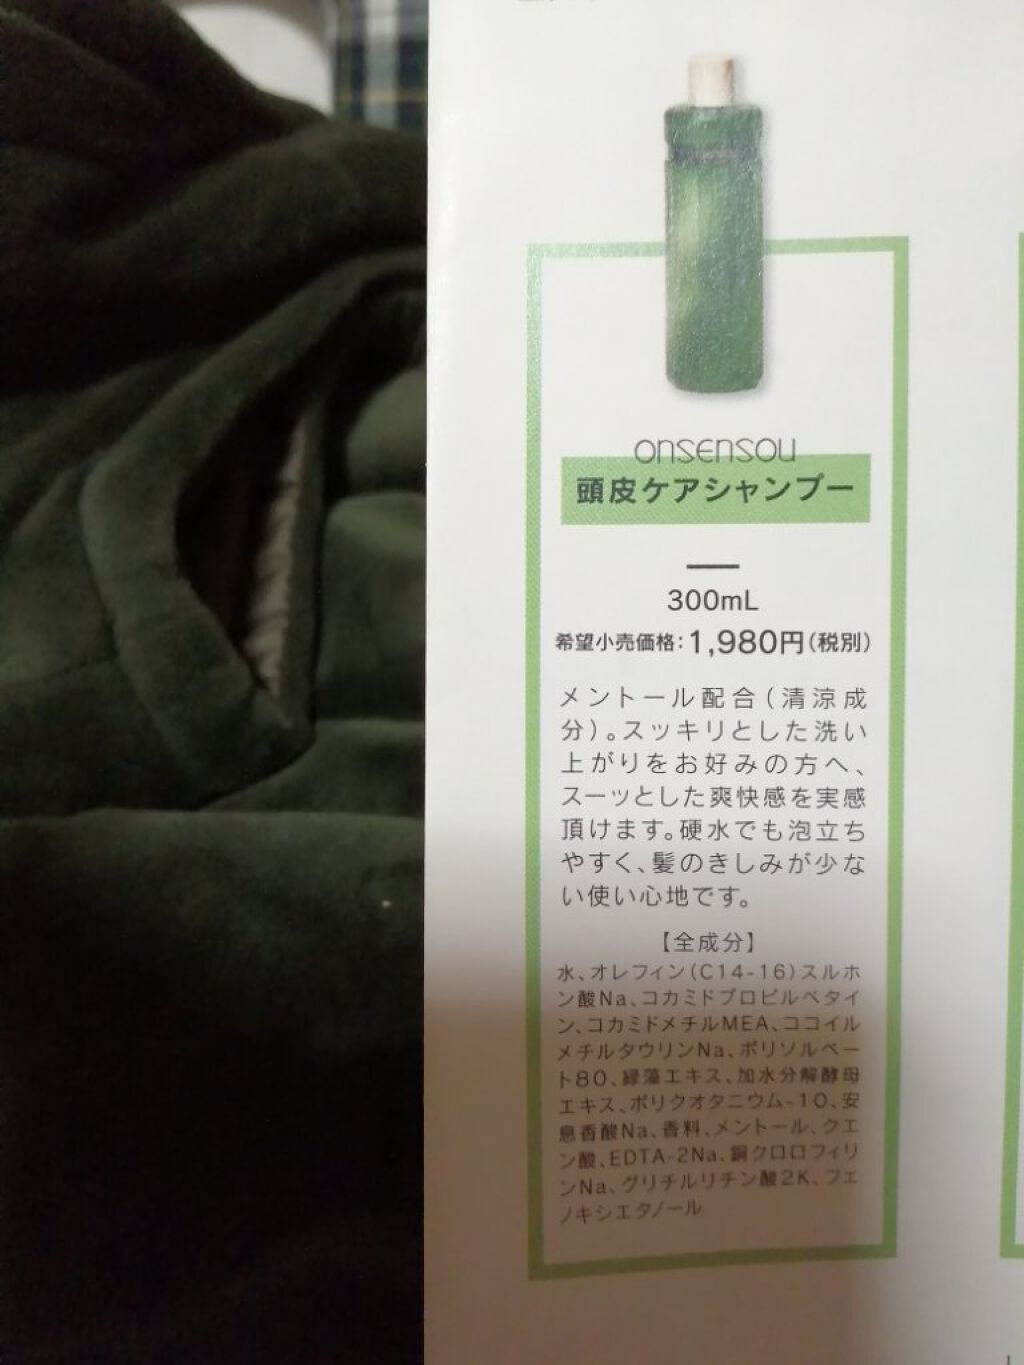 onsensou
頭皮ケアシャンプー
300mL
希望小売価格:1,980円(税別)
メントール配合(清涼成
分)。スッキリとした洗い
上がりをお好みの方へ、
スーッとした爽快感を実感
頂けます。硬水でも泡立ち
やすく、髪のきしみが少な
い使い心地です。
【全成分】
水、オレフィン(C14-16)スルホ
ン酸Na、コカミドプロピルベタイ
ン、コカミドメチルMEA、ココイル
メチルタウリンNa、ポリソルベー
ト80、緑藻エキス、加水分解酵母
エキス、ポリクオタニウム-10、安
息香酸Na、香料、メントール、クエ
ン酸、EDTA-2Na、銅クロロフィリ
ンNa、グリチルリチン酸2K、フェ
ノキシエタノール